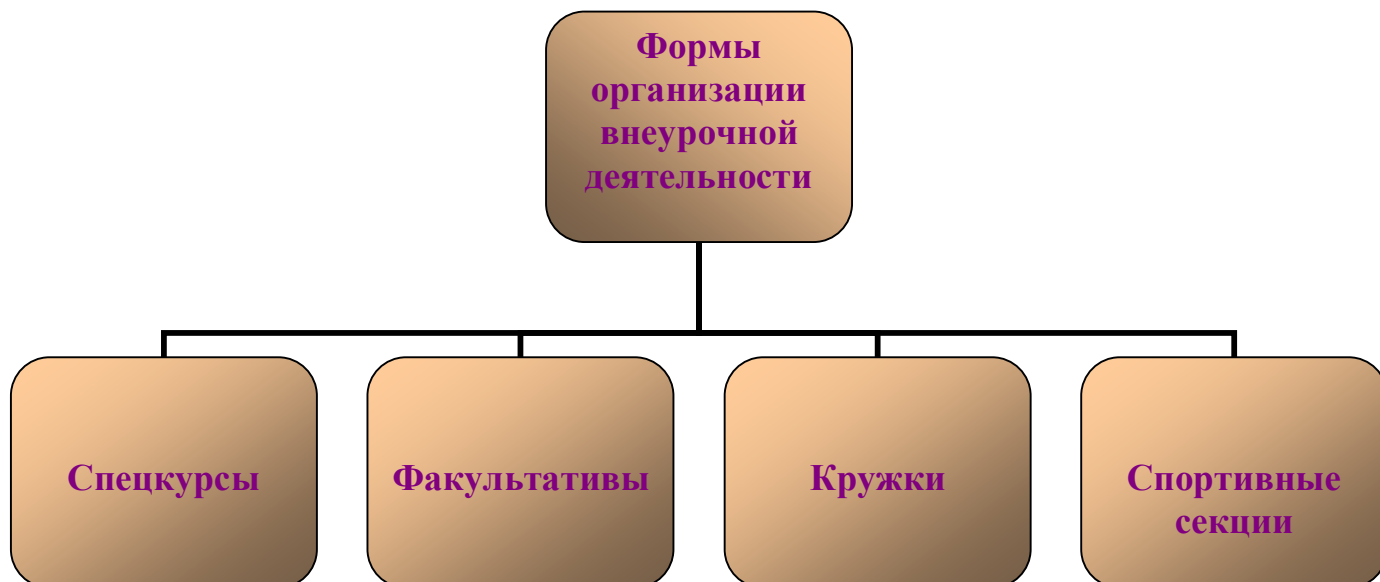 Формы
организации
внеурочной
деятельности
Спецкурсы
Факультативы
Кружки
Спортивные
секции